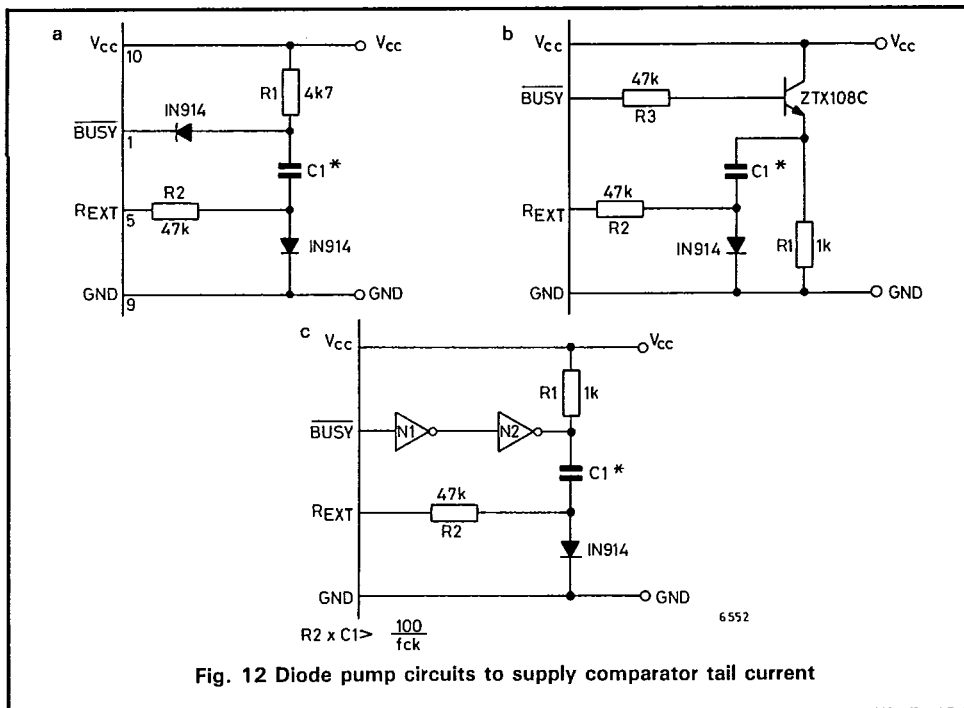 a
Vcc
10
Vcc
R1
4k7
IN914
BUSY
1
C1*
R2
REXT
5
47k
IN914
GND
9
GND
b
Vcc
47k
BUSY
R3
ZTX108C
C1*
47k
REXT
R2
IN914
R1
1k
GND
GND
c
Vcc
Vcc
R1
1k
BUSY
N1
N2
C1*
47k
REXT
R2
IN914
GND
GND
6552
R2 x C1> 100/fck
Fig. 12 Diode pump circuits to supply comparator tail current